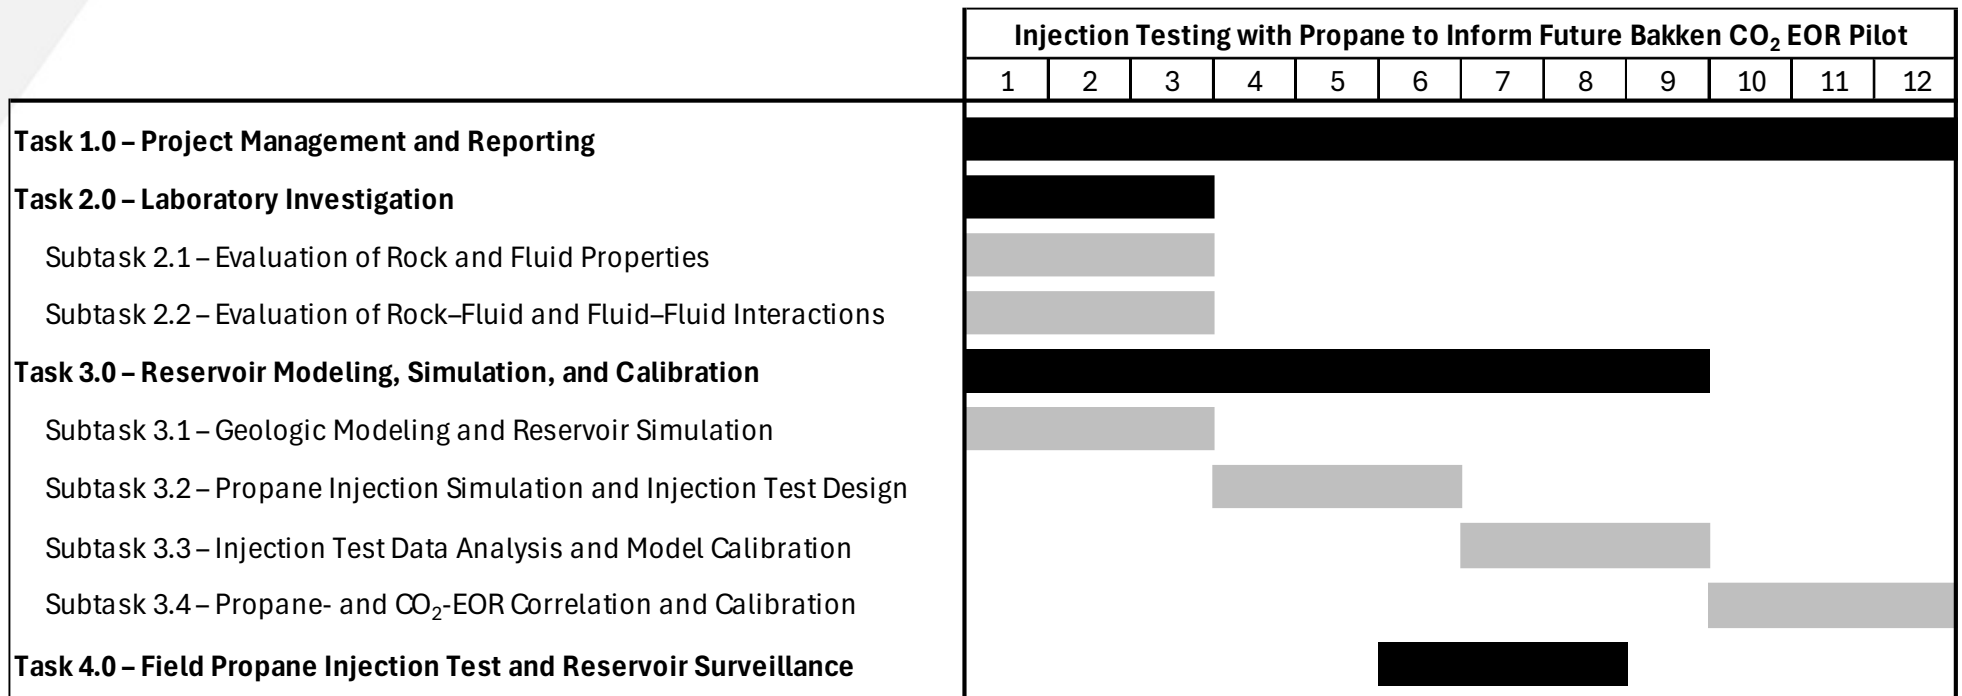 Injection Testing with Propane to Inform Future Bakken CO₂ EOR Pilot
1 2 3 4 5 6 7 8 9 10 11 12
Task 1.0 – Project Management and Reporting
Task 2.0 – Laboratory Investigation
Subtask 2.1 – Evaluation of Rock and Fluid Properties
Subtask 2.2 – Evaluation of Rock–Fluid and Fluid–Fluid Interactions
Task 3.0 – Reservoir Modeling, Simulation, and Calibration
Subtask 3.1 – Geologic Modeling and Reservoir Simulation
Subtask 3.2 – Propane Injection Simulation and Injection Test Design
Subtask 3.3 – Injection Test Data Analysis and Model Calibration
Subtask 3.4 – Propane- and CO₂-EOR Correlation and Calibration
Task 4.0 – Field Propane Injection Test and Reservoir Surveillance